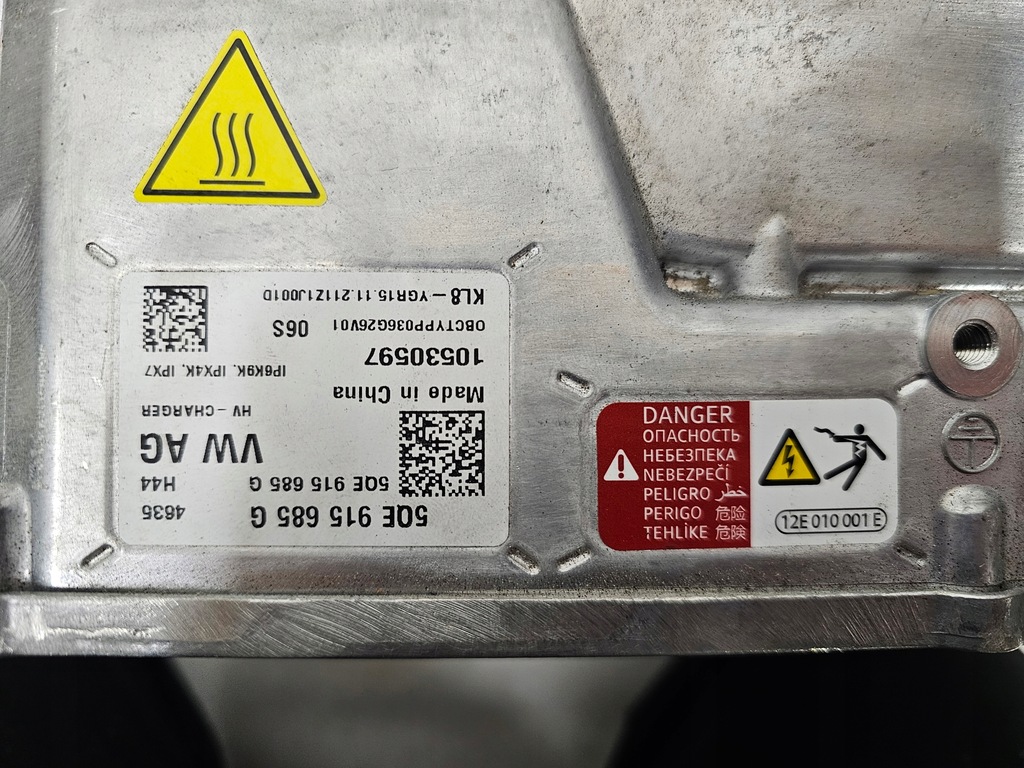 5QE 915 685 G 4635
5QE 915 685 G H44
VW AG
HV - CHARGER
Made in China
IP6K9K, IPX4K, IPX7
10530597
OBCTYPP036G26V01 06S
KL8 – YGR15.11.211Z1J001D
DANGER
ОПАСНОСТЬ
НЕБЕЗПЕКА
NEBEZPEČÍ
PELIGRO خطر
PERIGO 危险
TEHLİKE 危険
12E 010 001 E